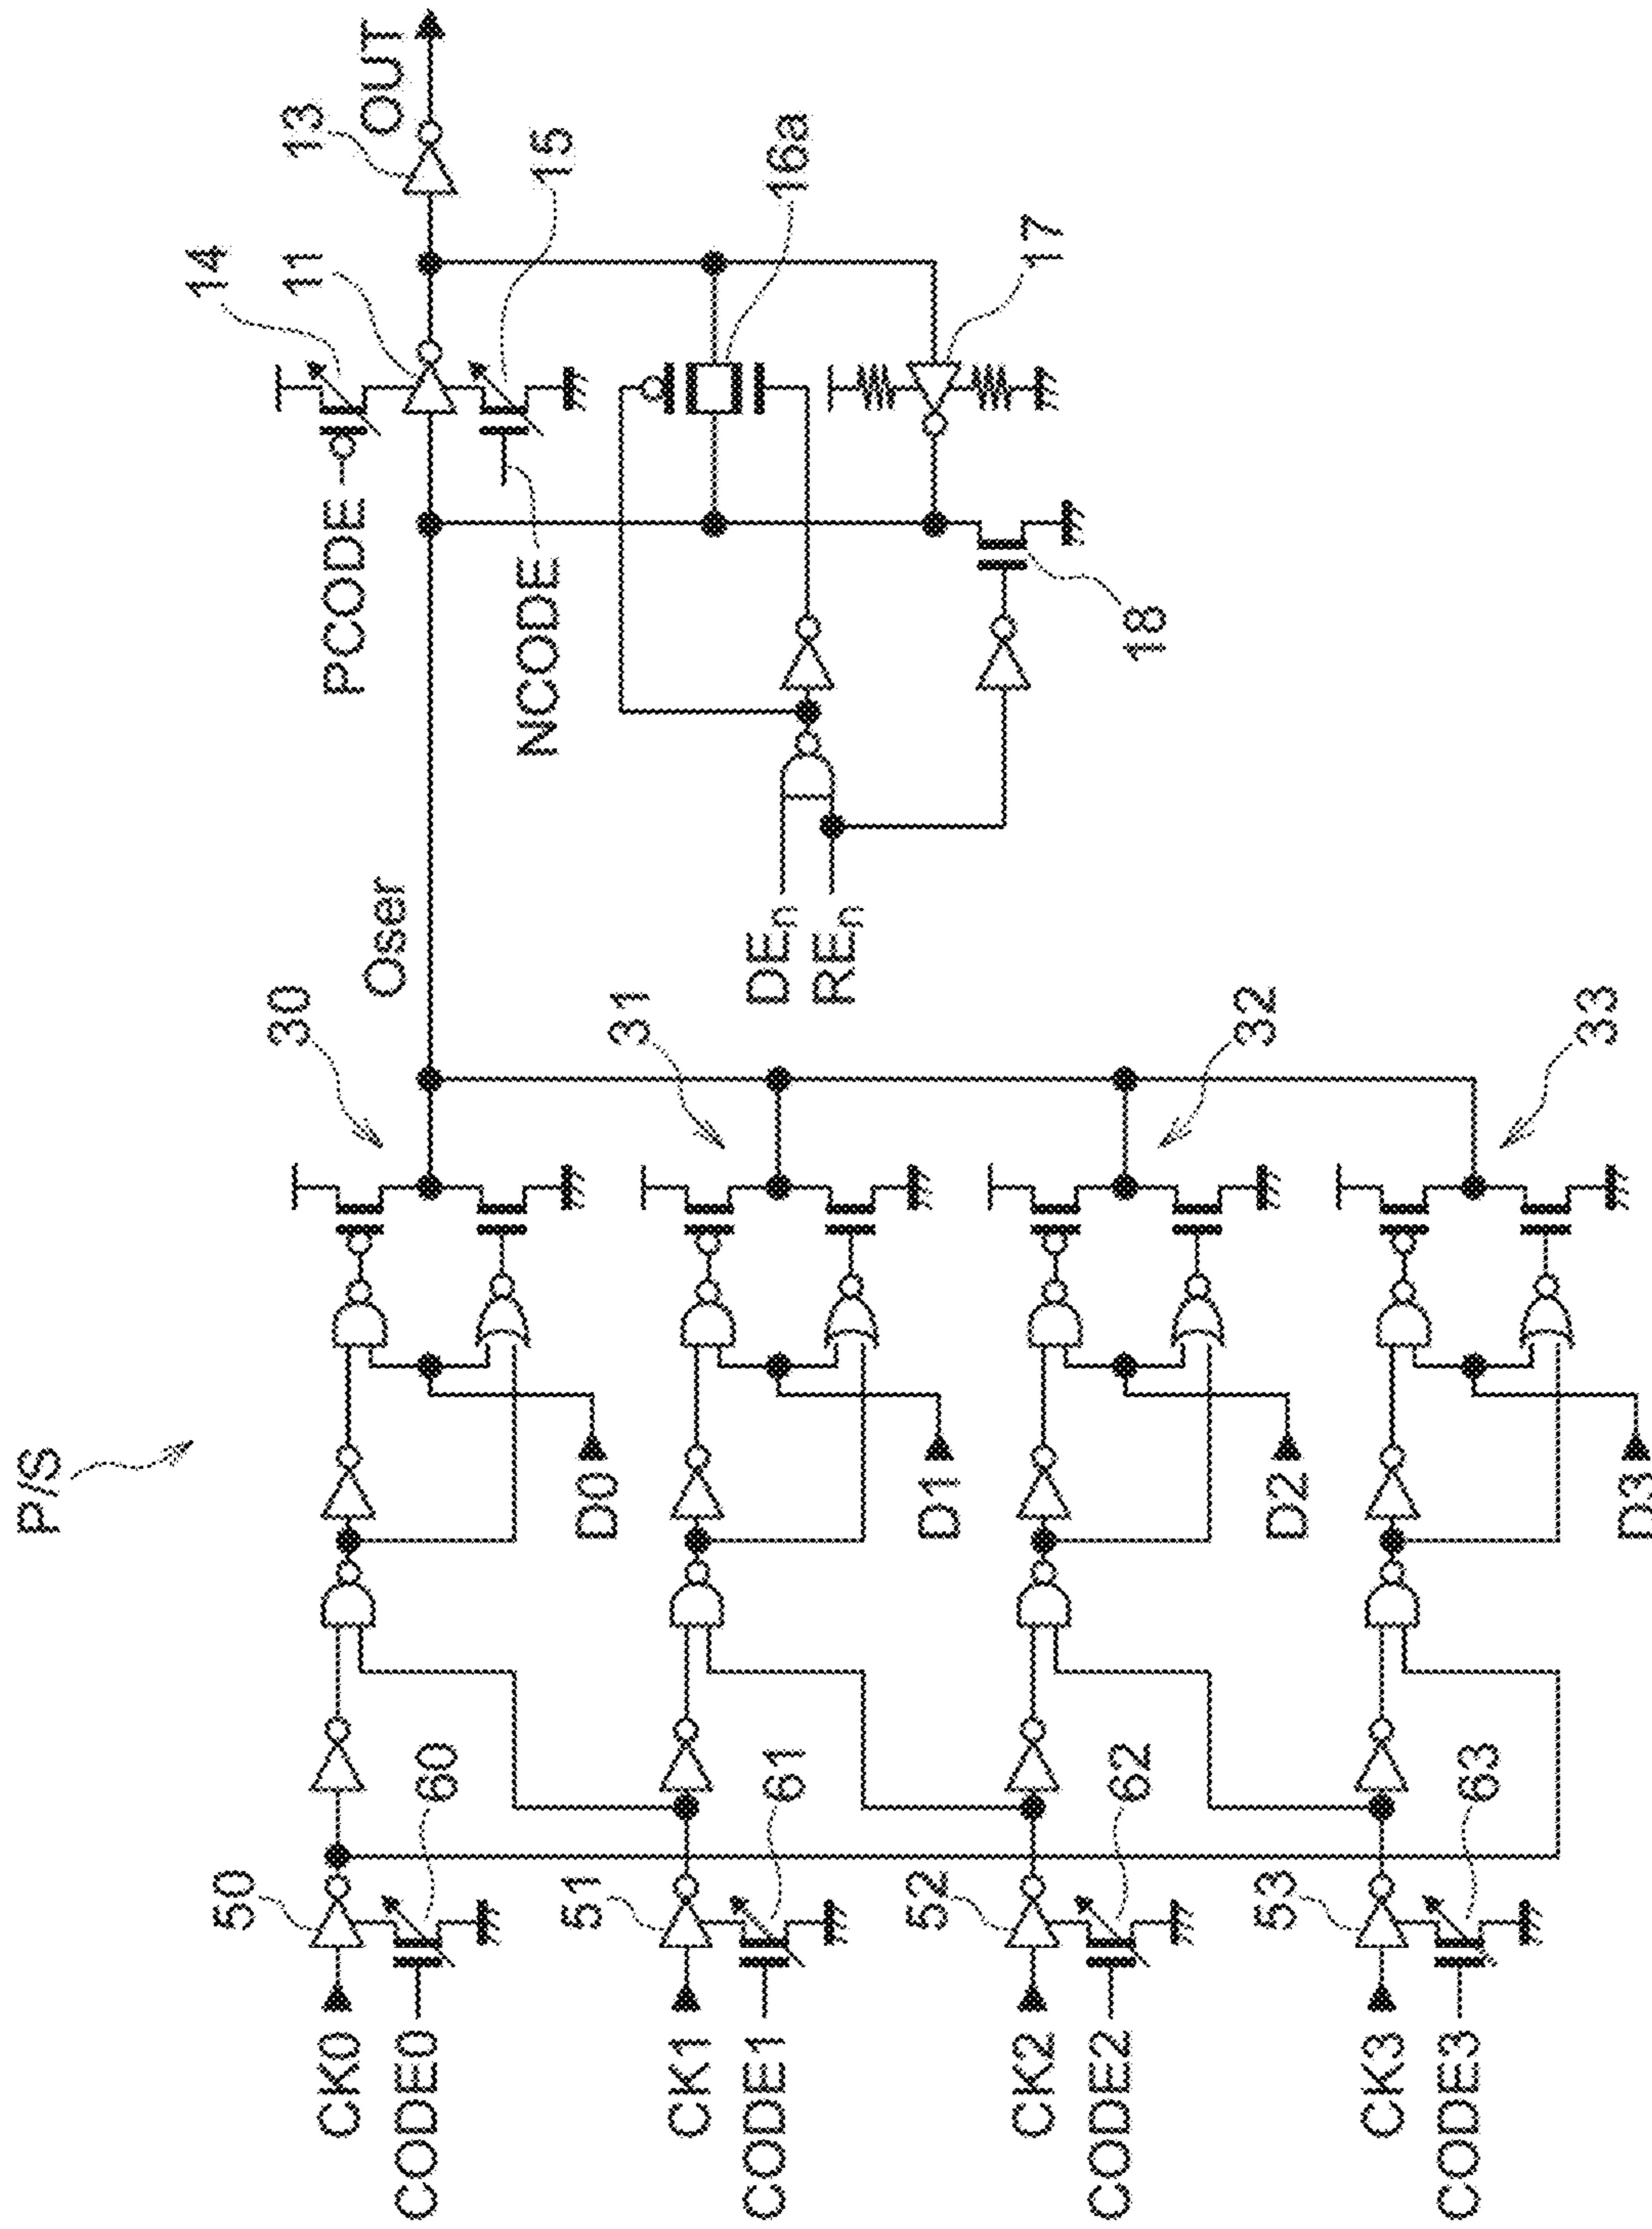 P/S
30
Oser
PCODE
14
11
13
OUT
NCODE
15
50
CK0
CODE0
60
D0
31
DEn
REn
16a
17
18
51
CK1
CODE1
61
D1
32
52
CK2
CODE2
62
D2
33
53
CK3
CODE3
63
D3